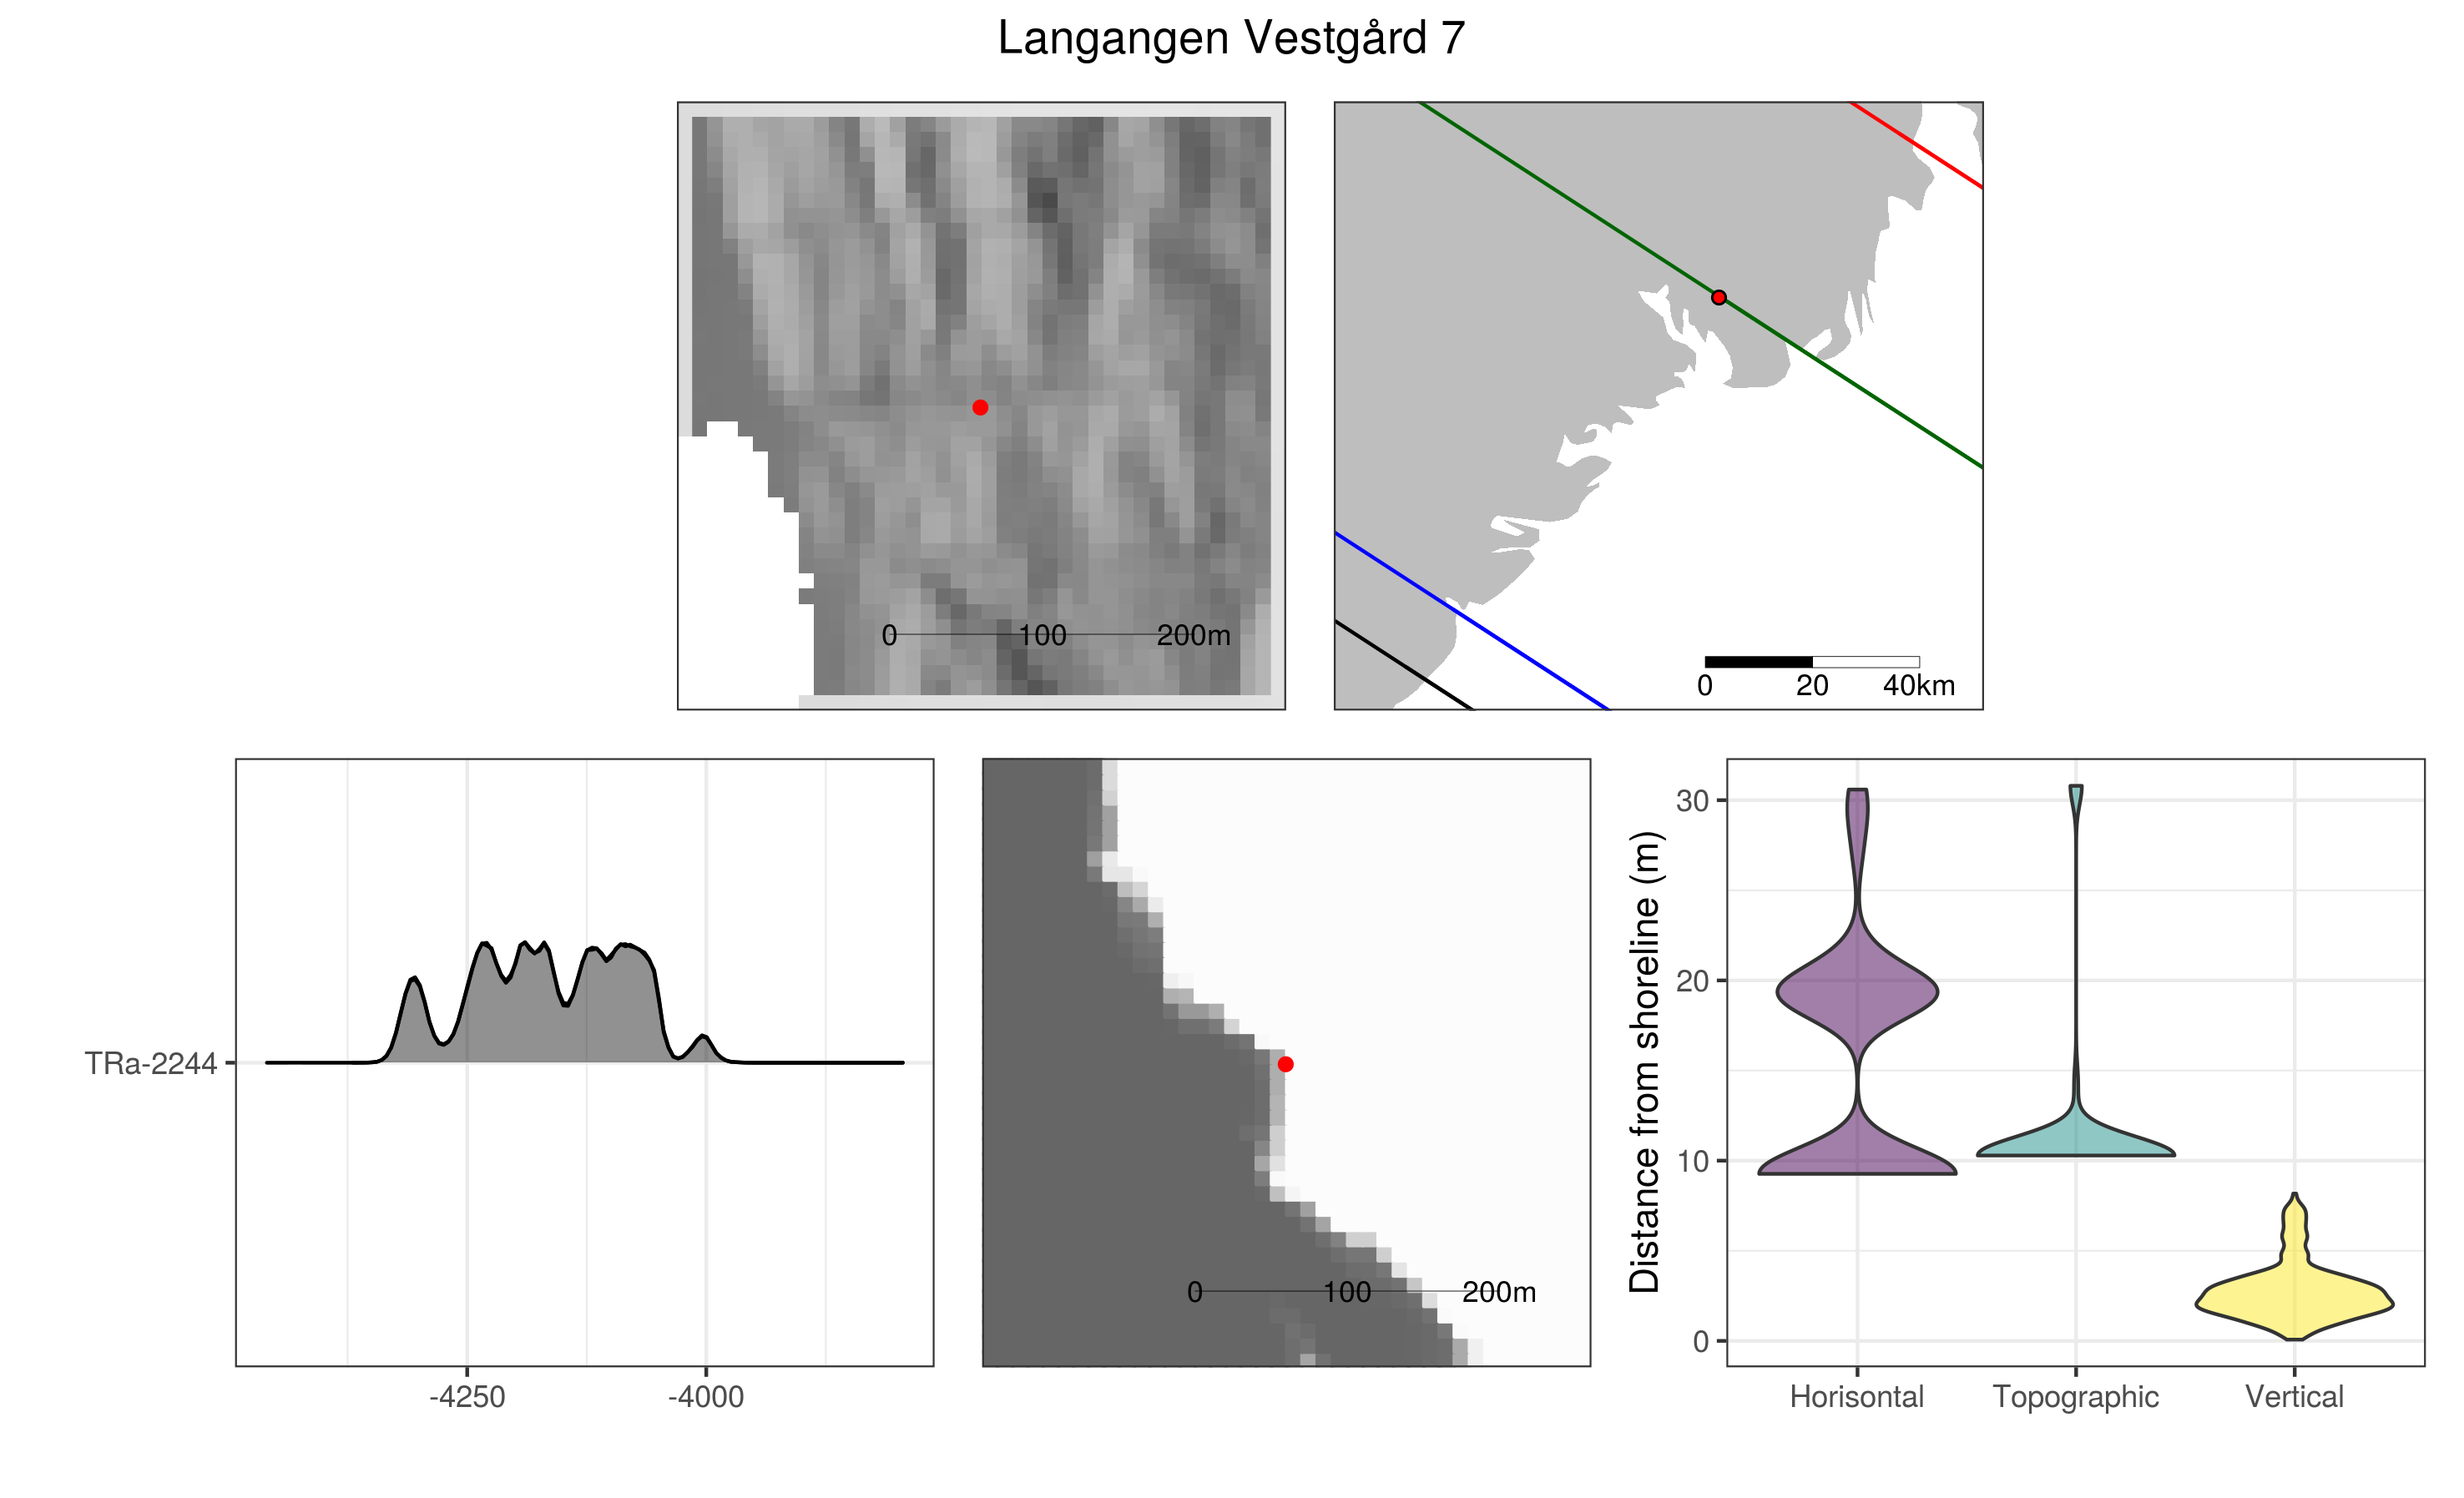 Langangen Vestgård 7
0 100 200m
0 20 40km
TRa-2244
-4250 -4000
0 100 200m
Distance from shoreline (m)
30
20
10
0
Horisontal Topographic Vertical